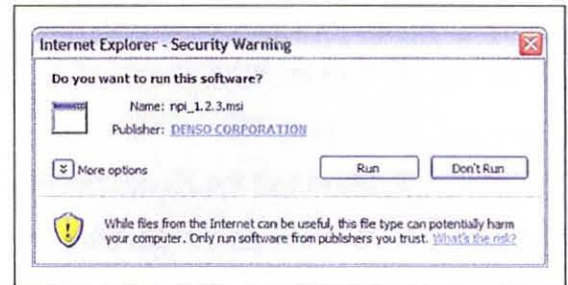 Internet Explorer - Security Warning
Do you want to run this software?
Name: npi_1.2.3.msi
Publisher: DENSO CORPORATION
More options
Run
Don't Run
While files from the Internet can be useful, this file type can potentially harm
your computer. Only run software from publishers you trust. What's the risk?